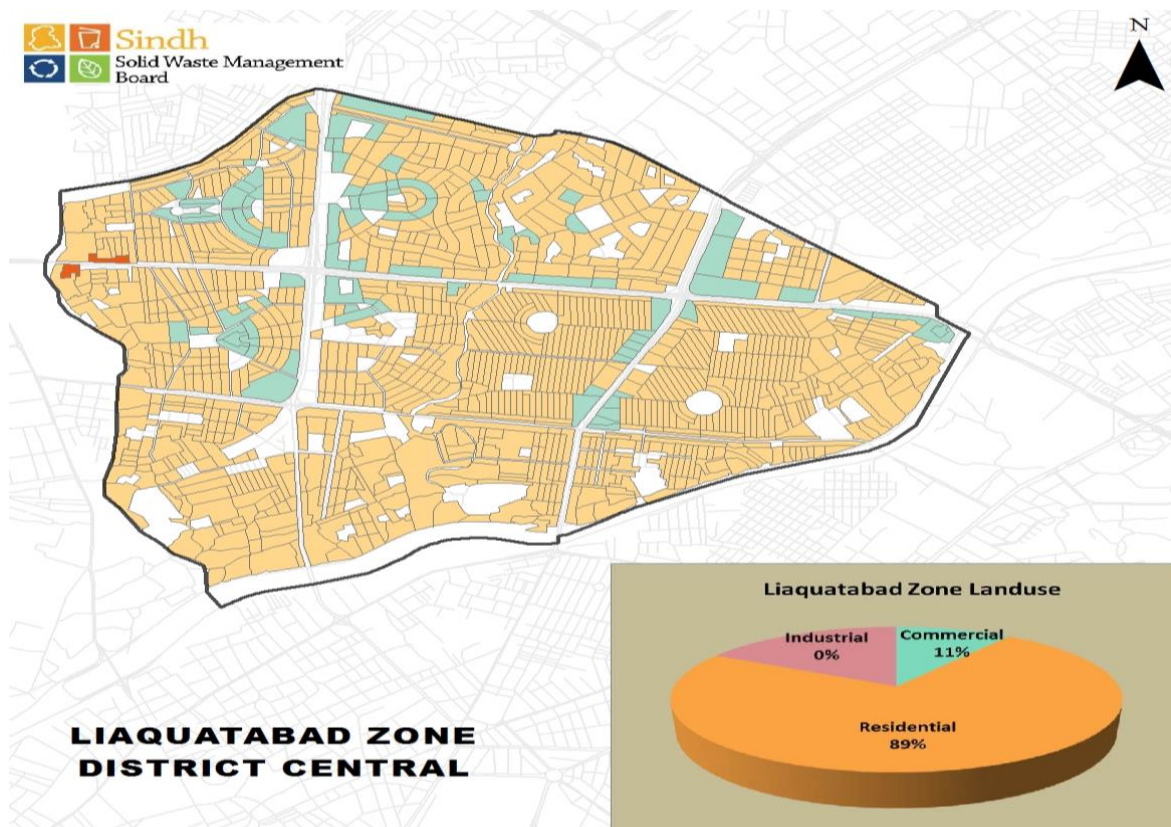 Sindh
Solid Waste Management
Board
N
Liaquatabad Zone Landuse
Industrial
0%
Commercial
11%
Residential
89%
LIAQUATABAD ZONE
DISTRICT CENTRAL